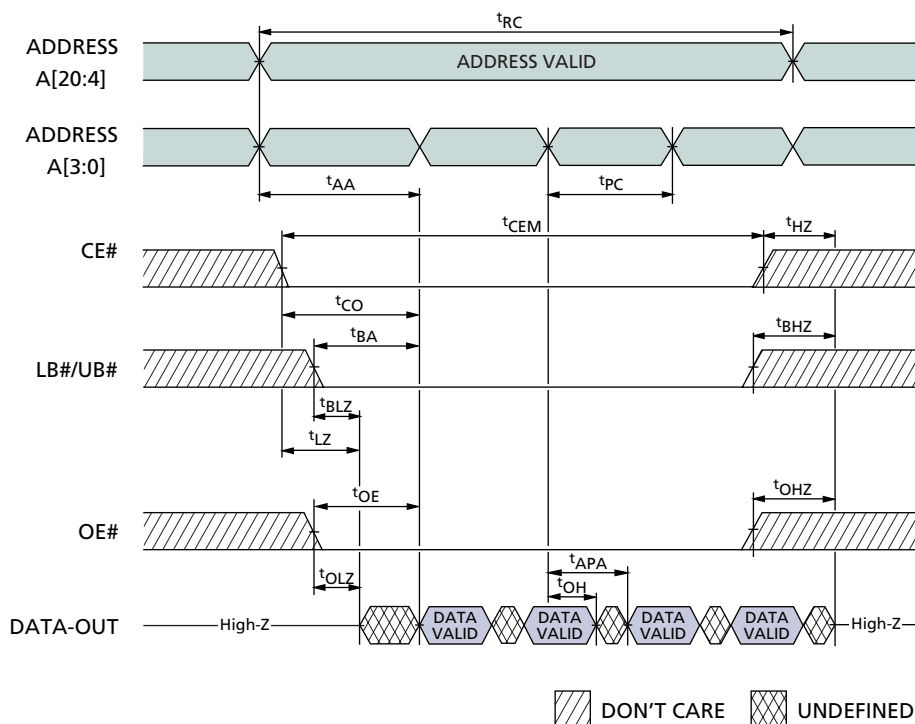 tRC
ADDRESS
A[20:4]
ADDRESS VALID
ADDRESS
A[3:0]
tAA
tPC
tCEM
tHZ
CE#
tCO
tBA
tBHZ
LB#/UB#
tBLZ
tLZ
tOE
tOHZ
OE#
tAPA
tOLZ
tOH
DATA-OUT
High-Z
DATA
VALID
DATA
VALID
DATA
VALID
DATA
VALID
High-Z
DON'T CARE
UNDEFINED